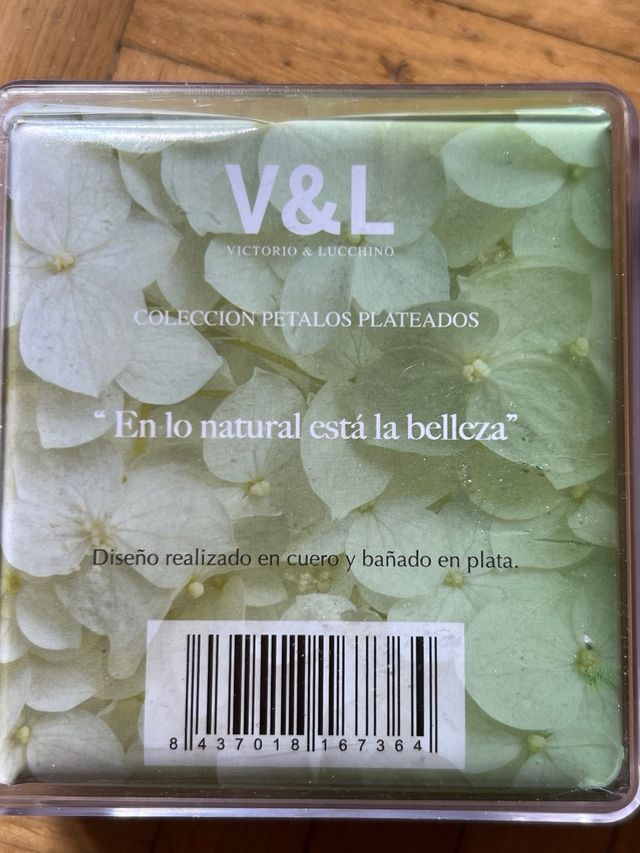 V&L
VICTORIO & LUCCHINO
COLECCION PETALOS PLATEADOS
“ En lo natural está la belleza”
Diseño realizado en cuero y bañado en plata.
8 437018 167364